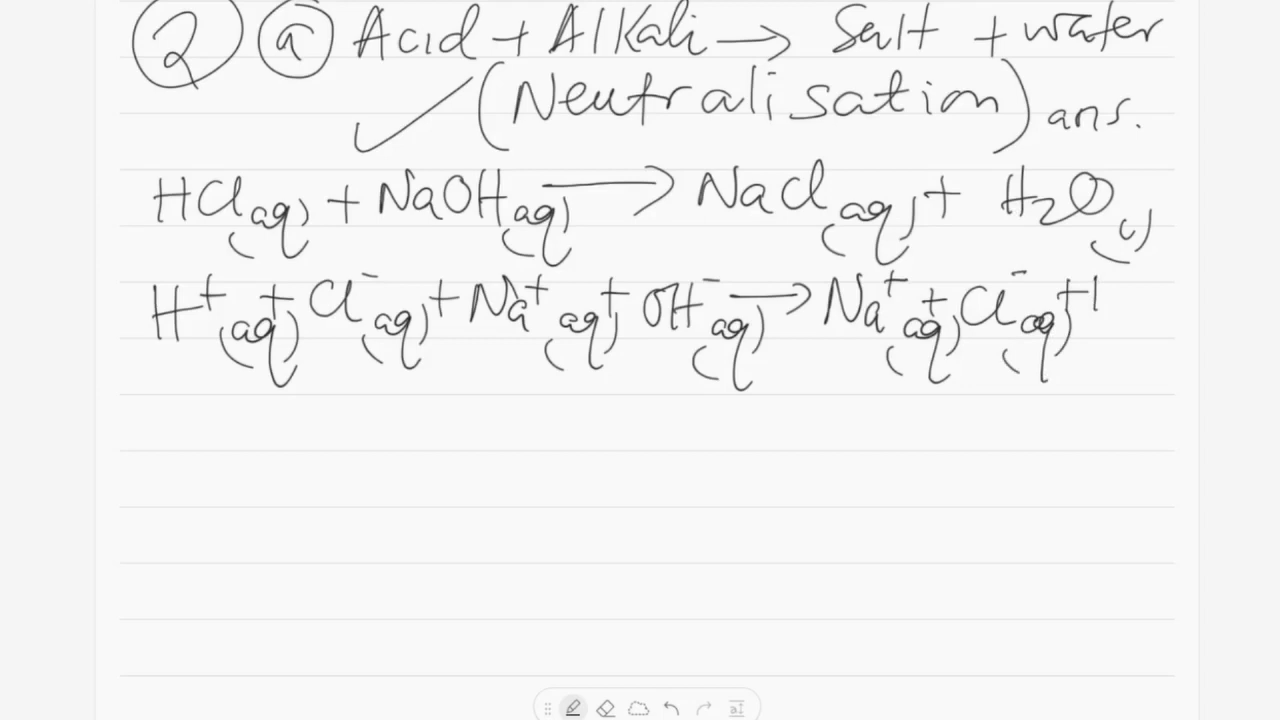 2 a Acid + Alkali → Salt + water
(Neutralisation) ans.
HCl(aq) + NaOH(aq) → NaCl(aq) + H2O(l)
H+(aq) + Cl-(aq) + Na+(aq) + OH-(aq) → Na+(aq) + Cl-(aq) + l